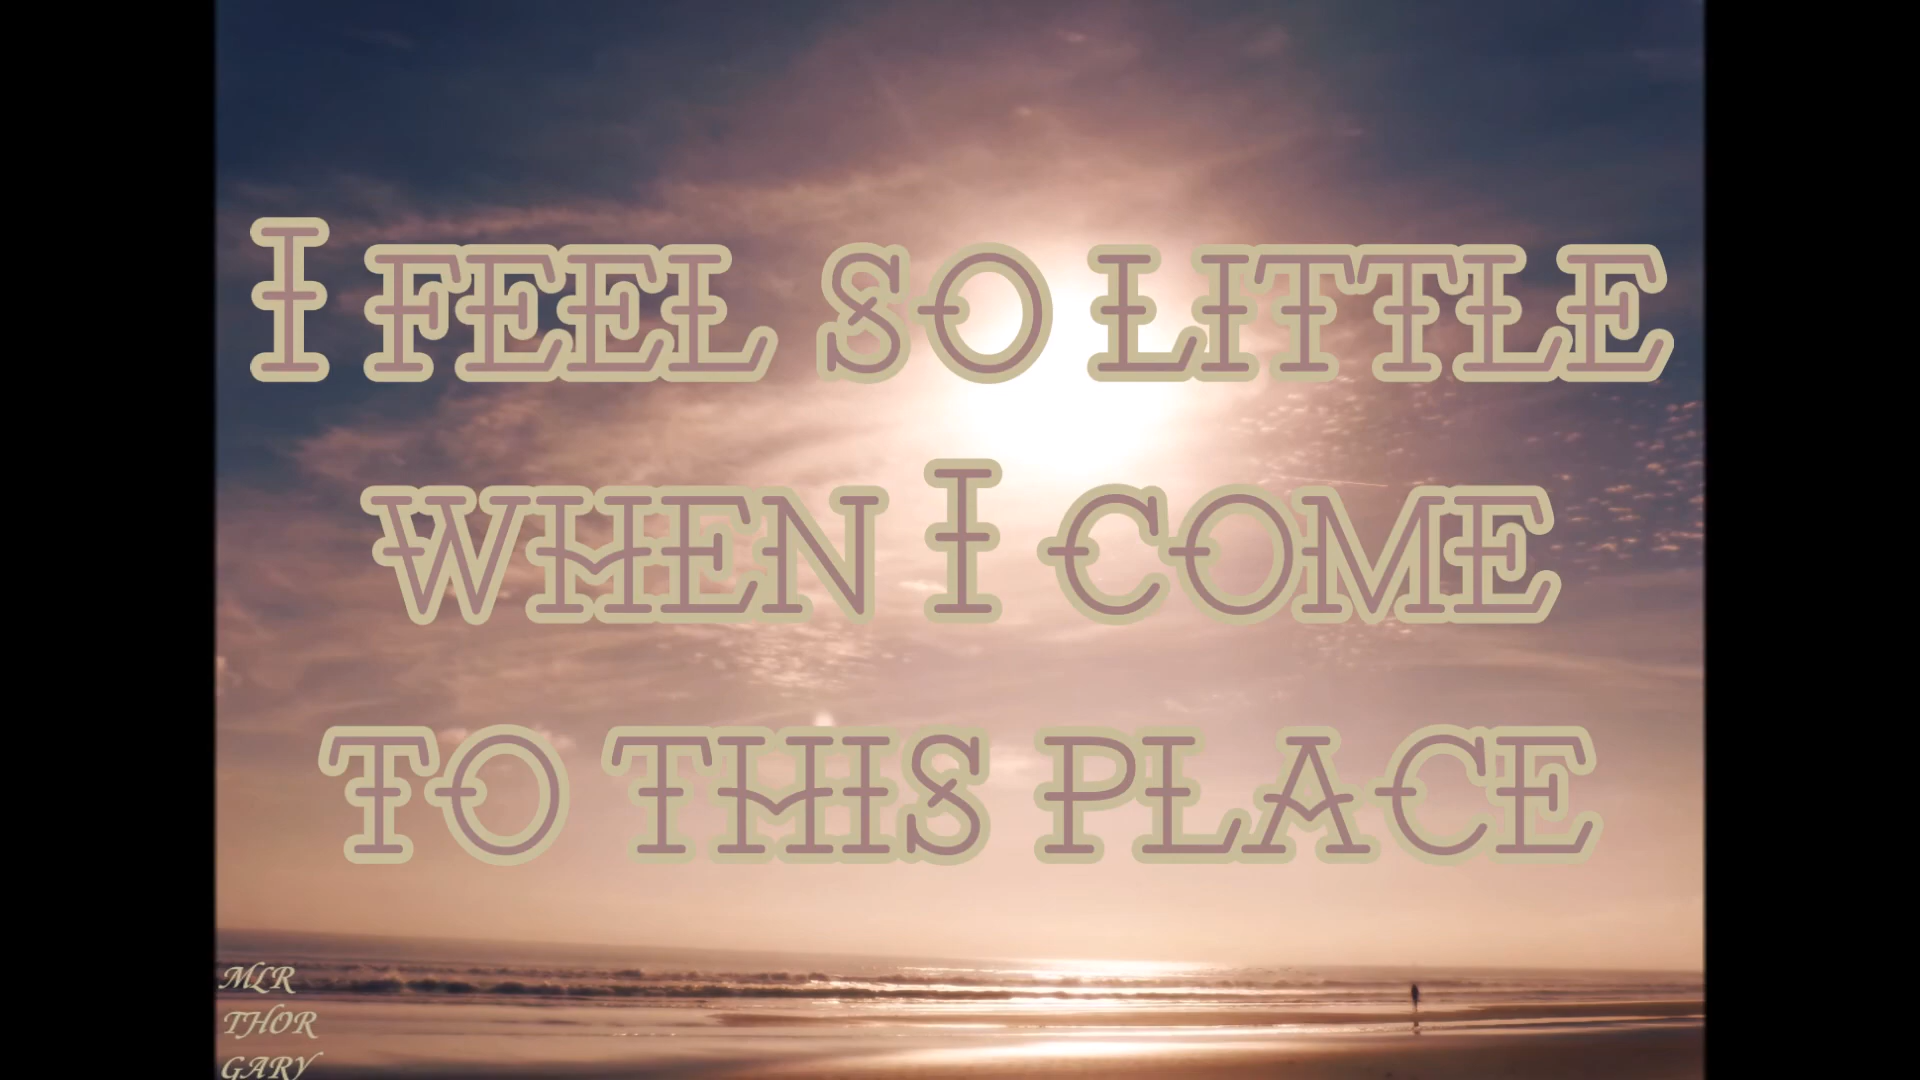 I FEEL SO LITTLE
WHEN I COME
TO THIS PLACE
MLR
THOR
GARY